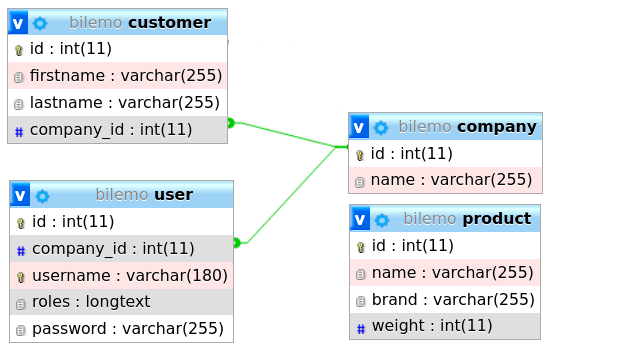 v bilemo customer
id : int(11)
firstname : varchar(255)
lastname : varchar(255)
# company_id : int(11)
v bilemo user
id : int(11)
# company_id : int(11)
username : varchar(180)
roles : longtext
password : varchar(255)
v bilemo company
id : int(11)
name : varchar(255)
v bilemo product
id : int(11)
name : varchar(255)
brand : varchar(255)
# weight : int(11)